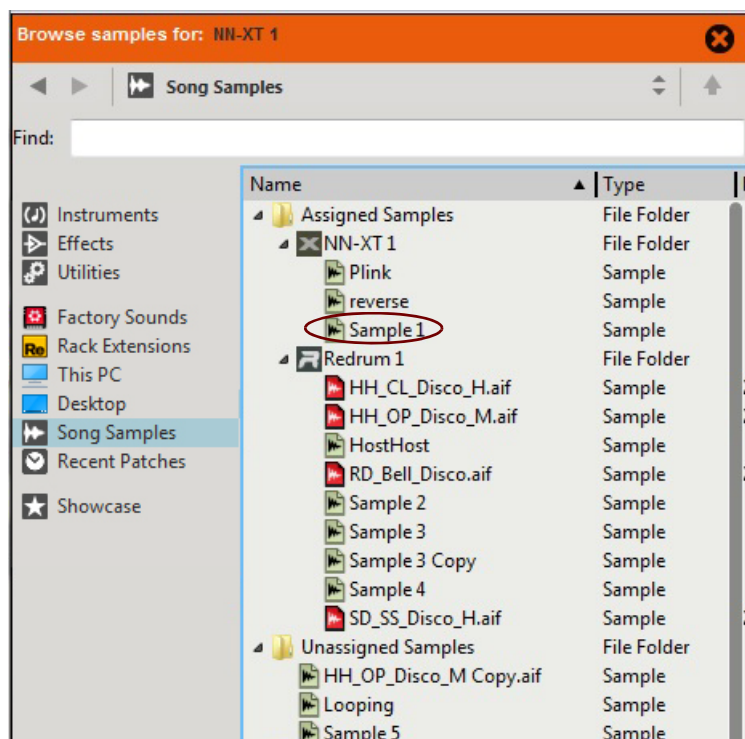 Browse samples for: NN-XT 1
Song Samples
Find:
Name Type
Instruments
Effects
Utilities
Factory Sounds
Re Rack Extensions
This PC
Desktop
Song Samples
Recent Patches
Showcase
Assigned Samples File Folder
NN-XT 1 File Folder
Plink Sample
reverse Sample
Sample 1 Sample
Redrum 1 File Folder
HH_CL_Disco_H.aif Sample
HH_OP_Disco_M.aif Sample
HostHost Sample
RD_Bell_Disco.aif Sample
Sample 2 Sample
Sample 3 Sample
Sample 3 Copy Sample
Sample 4 Sample
SD_SS_Disco_H.aif Sample
Unassigned Samples File Folder
HH_OP_Disco_M Copy.aif Sample
Looping Sample
Sample 5 Sample